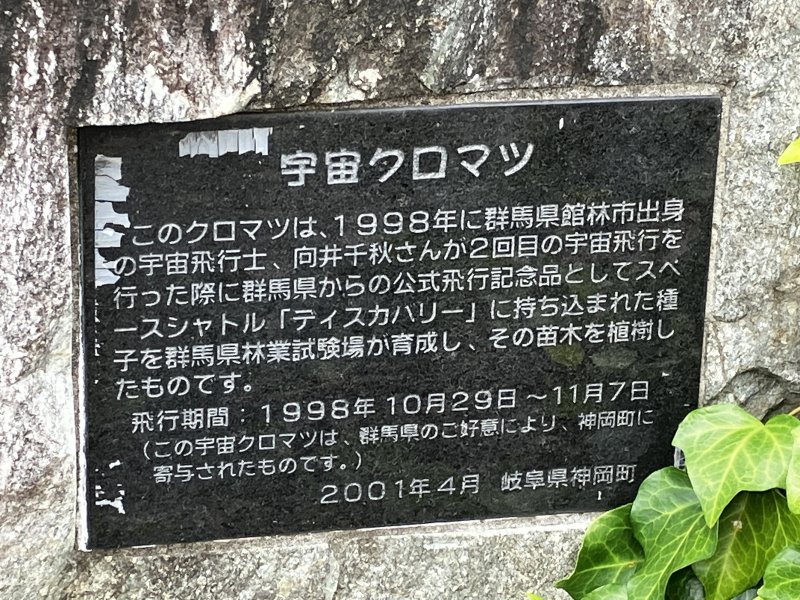 宇宙クロマツ
このクロマツは、1998年に群馬県館林市出身
の宇宙飛行士、向井千秋さんが2回目の宇宙飛行を
行った際に群馬県からの公式飛行記念品としてスペ
ースシャトル「ディスカバリー」に持ち込まれた種
子を群馬県林業試験場が育成し、その苗木を植樹し
たものです。
飛行期間：1998年10月29日～11月7日
（この宇宙クロマツは、群馬県のご好意により、神岡町に
寄与されたものです。）
2001年4月 岐阜県神岡町